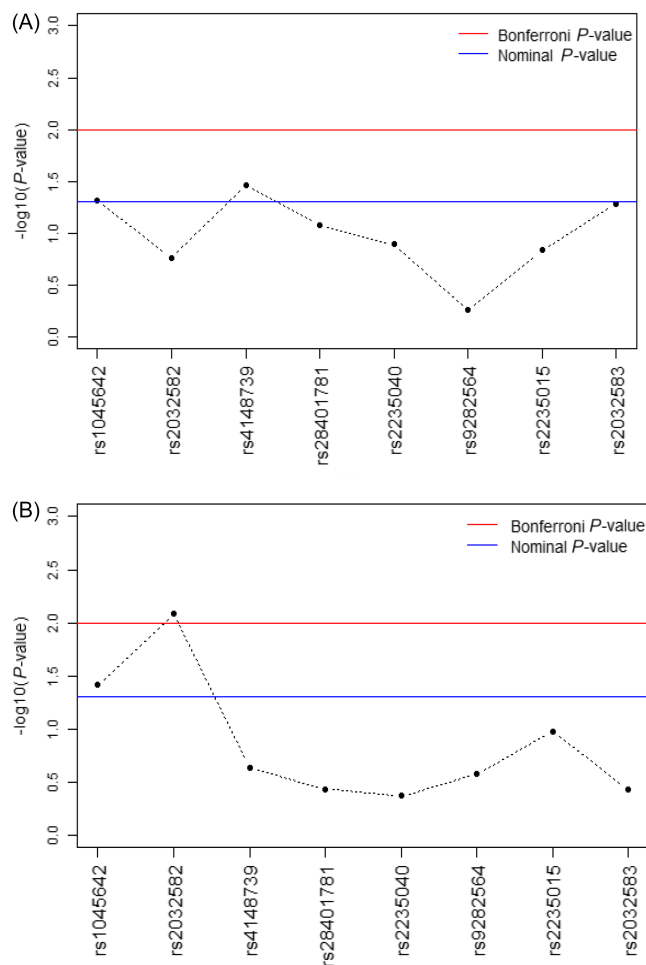 (A)
Bonferroni P-value
Nominal P-value
-log10(P-value)
3.0
2.5
2.0
1.5
1.0
0.5
0.0
rs1045642
rs2032582
rs4148739
rs28401781
rs2235040
rs9282564
rs2235015
rs2032583
(B)
Bonferroni P-value
Nominal P-value
-log10(P-value)
3.0
2.5
2.0
1.5
1.0
0.5
0.0
rs1045642
rs2032582
rs4148739
rs28401781
rs2235040
rs9282564
rs2235015
rs2032583